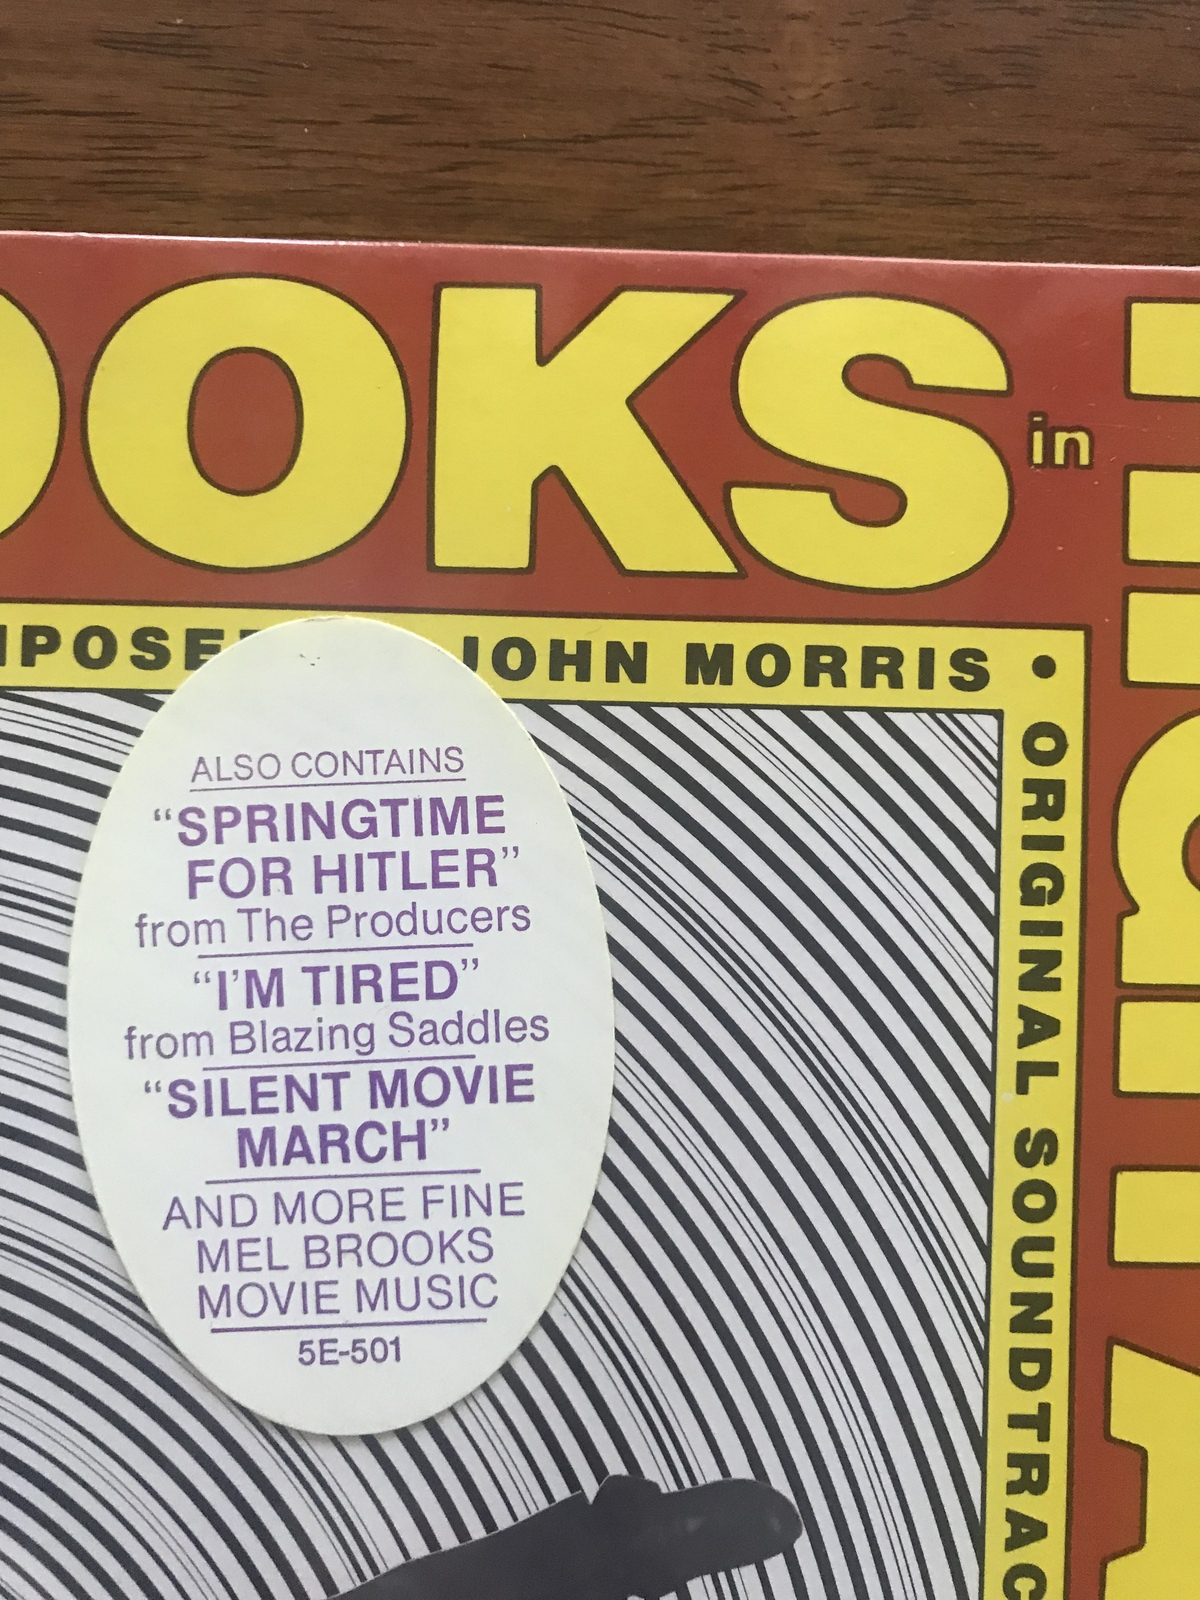 OOKS in
MPOSED JOHN MORRIS •
ORIGINAL SOUNDTRAC
ALSO CONTAINS
“SPRINGTIME
FOR HITLER”
from The Producers
“I’M TIRED”
from Blazing Saddles
“SILENT MOVIE
MARCH”
AND MORE FINE
MEL BROOKS
MOVIE MUSIC
5E-501